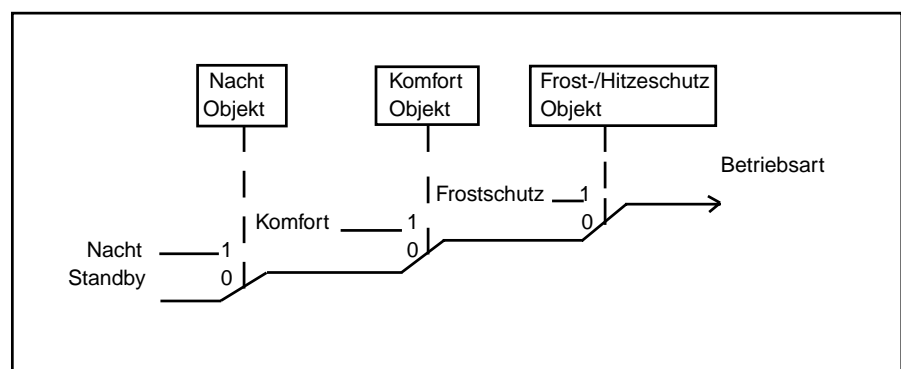 Nacht
Objekt
Komfort
Objekt
Frost-/Hitzeschutz
Objekt
Betriebsart
Frostschutz 1
0
Komfort 1
0
Nacht 1
Standby 0